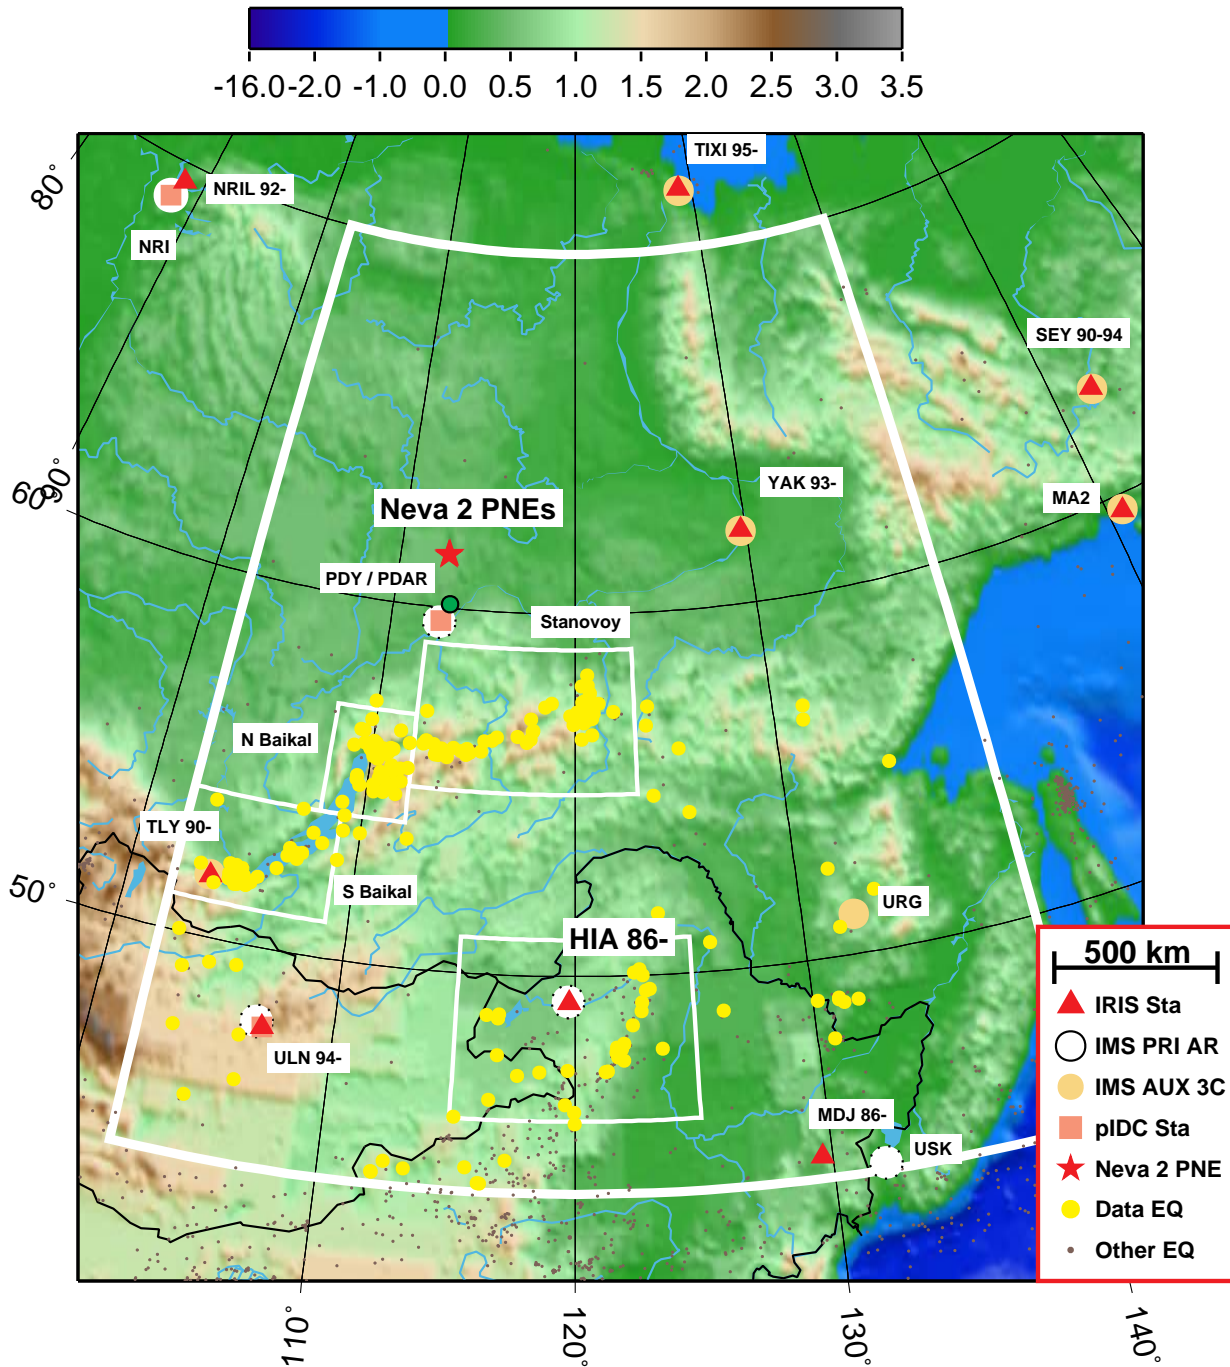 -16.0 -2.0 -1.0 0.0 0.5 1.0 1.5 2.0 2.5 3.0 3.5
TIXI 95-
80°
NRIL 92-
NRI
SEY 90-94
60°
90°
YAK 93-
MA2
Neva 2 PNEs
PDY / PDAR
Stanovoy
N Baikal
TLY 90-
50°
S Baikal
URG
HIA 86-
ULN 94-
MDJ 86-
USK
500 km
IRIS Sta
IMS PRI AR
IMS AUX 3C
pIDC Sta
Neva 2 PNE
Data EQ
Other EQ
110°
120°
130°
140°